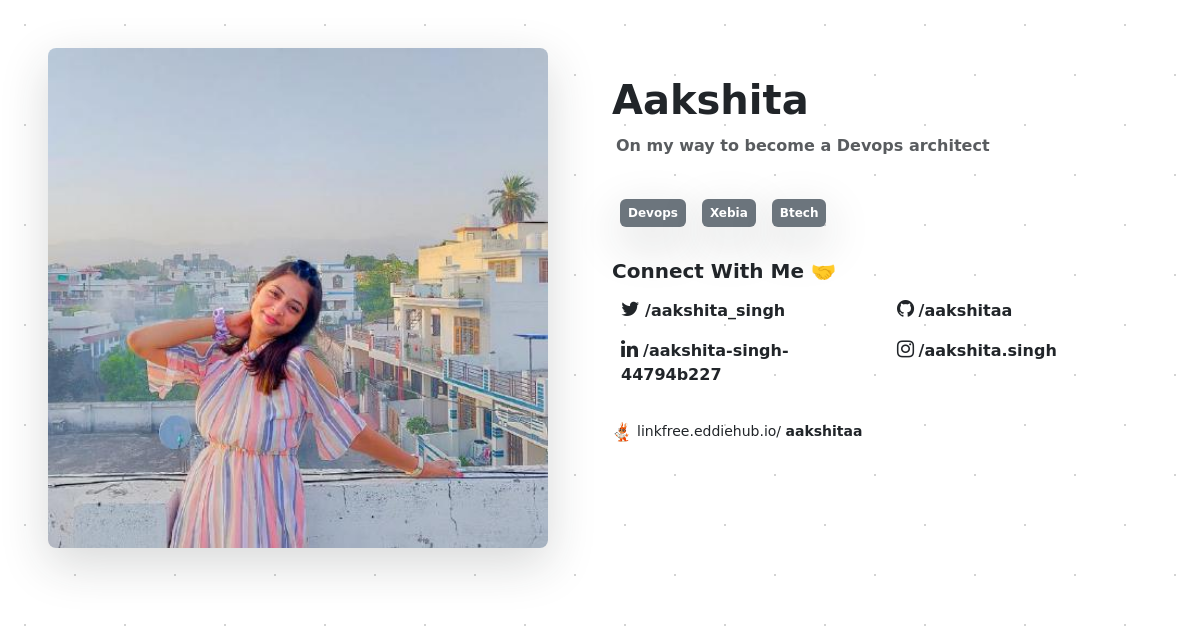 Aakshita
On my way to become a Devops architect
Devops Xebia Btech
Connect With Me 🤝
/aakshita_singh
/aakshitaa
/aakshita-singh-
44794b227
/aakshita.singh
linkfree.eddiehub.io/ aakshitaa